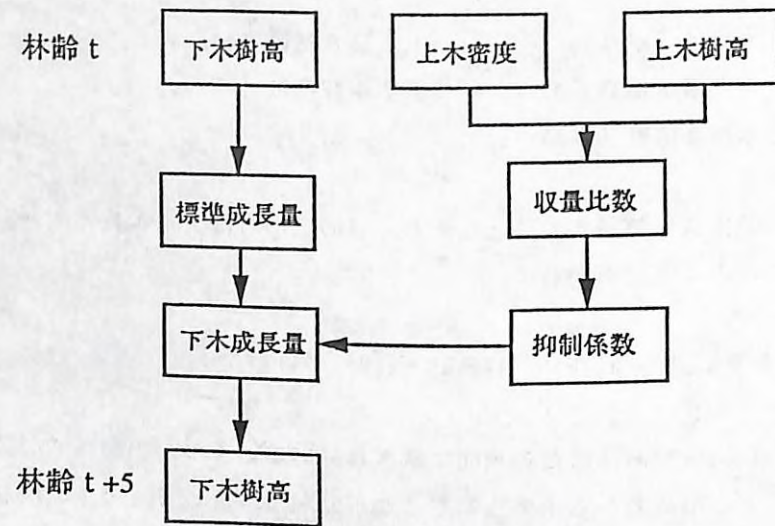 林齢 t
下木樹高
上木密度
上木樹高
標準成長量
収量比数
下木成長量
抑制係数
林齢 t +5
下木樹高